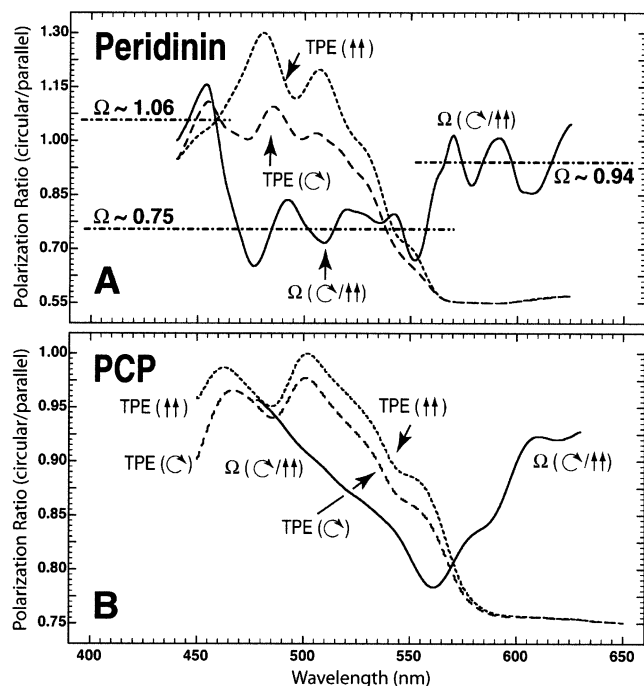 Peridinin
TPE (↑↑)
Ω ~ 1.06
Ω (↻/↑↑)
TPE (↻)
Ω ~ 0.94
Ω ~ 0.75
Ω (↻/↑↑)
A
1.30
1.15
1.00
0.85
0.70
0.55
Polarization Ratio (circular/parallel)
PCP
TPE (↑↑)
TPE (↑↑)
TPE (↻)
Ω (↻/↑↑)
Ω (↻/↑↑)
TPE (↻)
B
1.00
0.95
0.90
0.85
0.80
0.75
Polarization Ratio (circular/parallel)
400 450 500 550 600 650
Wavelength (nm)